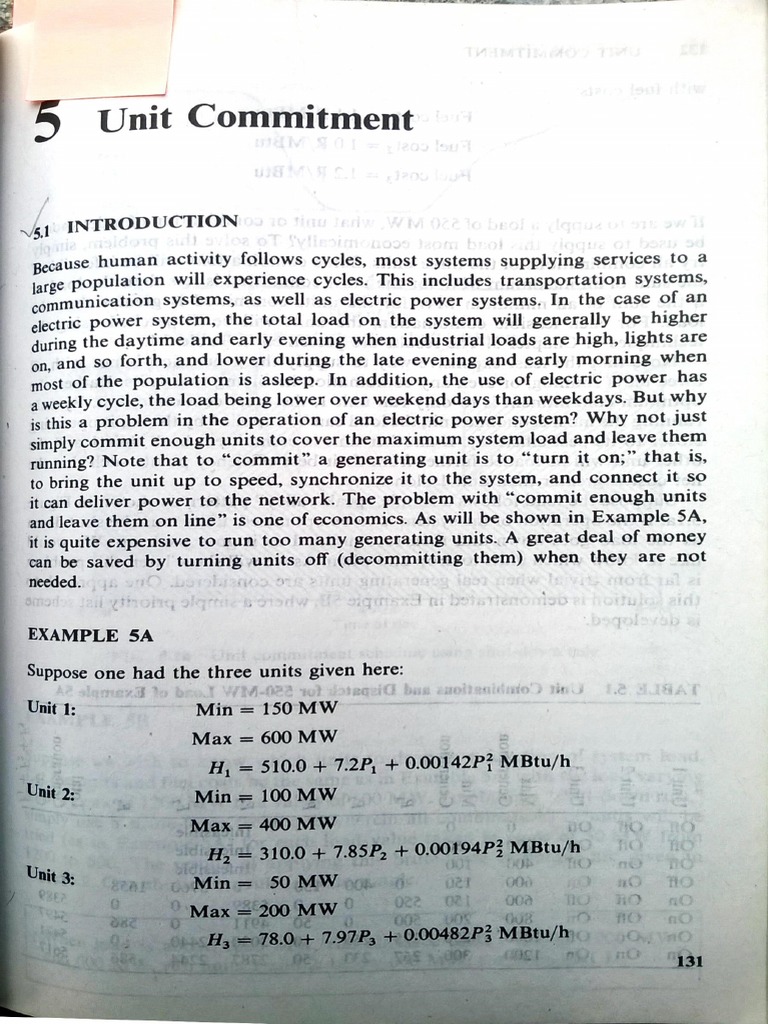 5 Unit Commitment
5.1 INTRODUCTION
Because human activity follows cycles, most systems supplying services to a
large population will experience cycles. This includes transportation systems,
communication systems, as well as electric power systems. In the case of an
electric power system, the total load on the system will generally be higher
during the daytime and early evening when industrial loads are high, lights are
on, and so forth, and lower during the late evening and early morning when
most of the population is asleep. In addition, the use of electric power has
a weekly cycle, the load being lower over weekend days than weekdays. But why
is this a problem in the operation of an electric power system? Why not just
simply commit enough units to cover the maximum system load and leave them
running? Note that to “commit” a generating unit is to “turn it on;” that is,
to bring the unit up to speed, synchronize it to the system, and connect it so
it can deliver power to the network. The problem with “commit enough units
and leave them on line” is one of economics. As will be shown in Example 5A,
it is quite expensive to run too many generating units. A great deal of money
can be saved by turning units off (decommitting them) when they are not
needed.
EXAMPLE 5A
Suppose one had the three units given here:
Unit 1: Min = 150 MW
Max = 600 MW
H₁ = 510.0 + 7.2P₁ + 0.00142P₁² MBtu/h
Unit 2: Min = 100 MW
Max = 400 MW
H₂ = 310.0 + 7.85P₂ + 0.00194P₂² MBtu/h
Unit 3: Min = 50 MW
Max = 200 MW
H₃ = 78.0 + 7.97P₃ + 0.00482P₃² MBtu/h
131